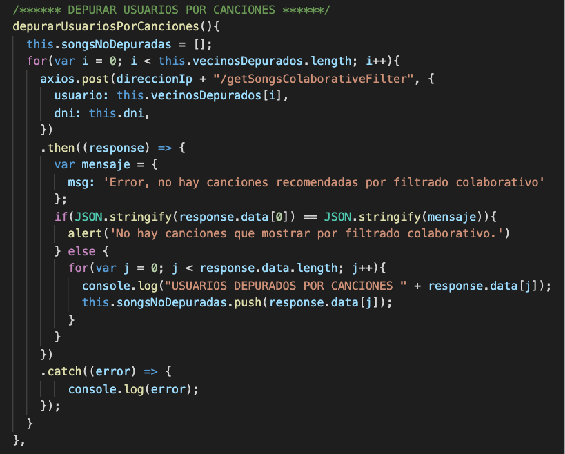 /****** DEPURAR USUARIOS POR CANCIONES ******/
depurarUsuariosPorCanciones(){
this.songsNoDepuradas = [];
for(var i = 0; i < this.vecinosDepurados.length; i++){
axios.post(direccionIp + "/getSongsColaborativeFilter", {
usuario: this.vecinosDepurados[i],
dni: this.dni,
})
.then((response) => {
var mensaje = {
msg: 'Error, no hay canciones recomendadas por filtrado colaborativo'
};
if(JSON.stringify(response.data[0]) == JSON.stringify(mensaje)){
alert('No hay canciones que mostrar por filtrado colaborativo.')
} else {
for(var j = 0; j < response.data.length; j++){
console.log("USUARIOS DEPURADOS POR CANCIONES " + response.data[j]);
this.songsNoDepuradas.push(response.data[j]);
}
}
})
.catch((error) => {
console.log(error);
});
}
},